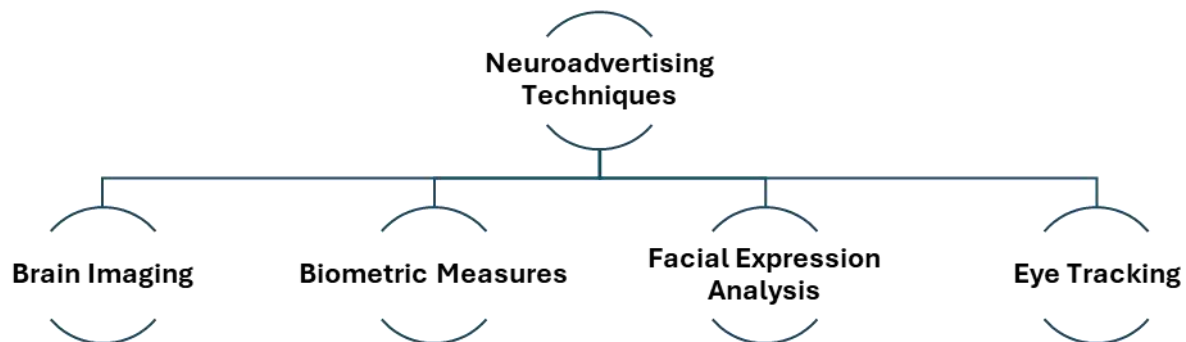 Neuroadvertising
Techniques
Brain Imaging
Biometric Measures
Facial Expression
Analysis
Eye Tracking